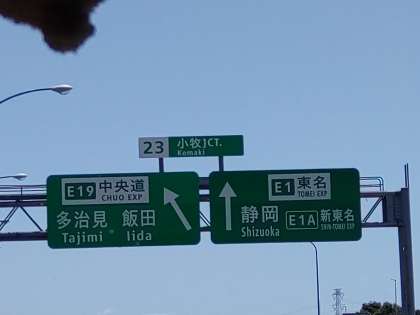 23 小牧JCT.
Komaki
E19 中央道
CHUO EXP
多治見 飯田
Tajimi Iida
E1 東名
TOMEI EXP
静岡 E1A 新東名
Shizuoka SHIN-TOMEI EXP